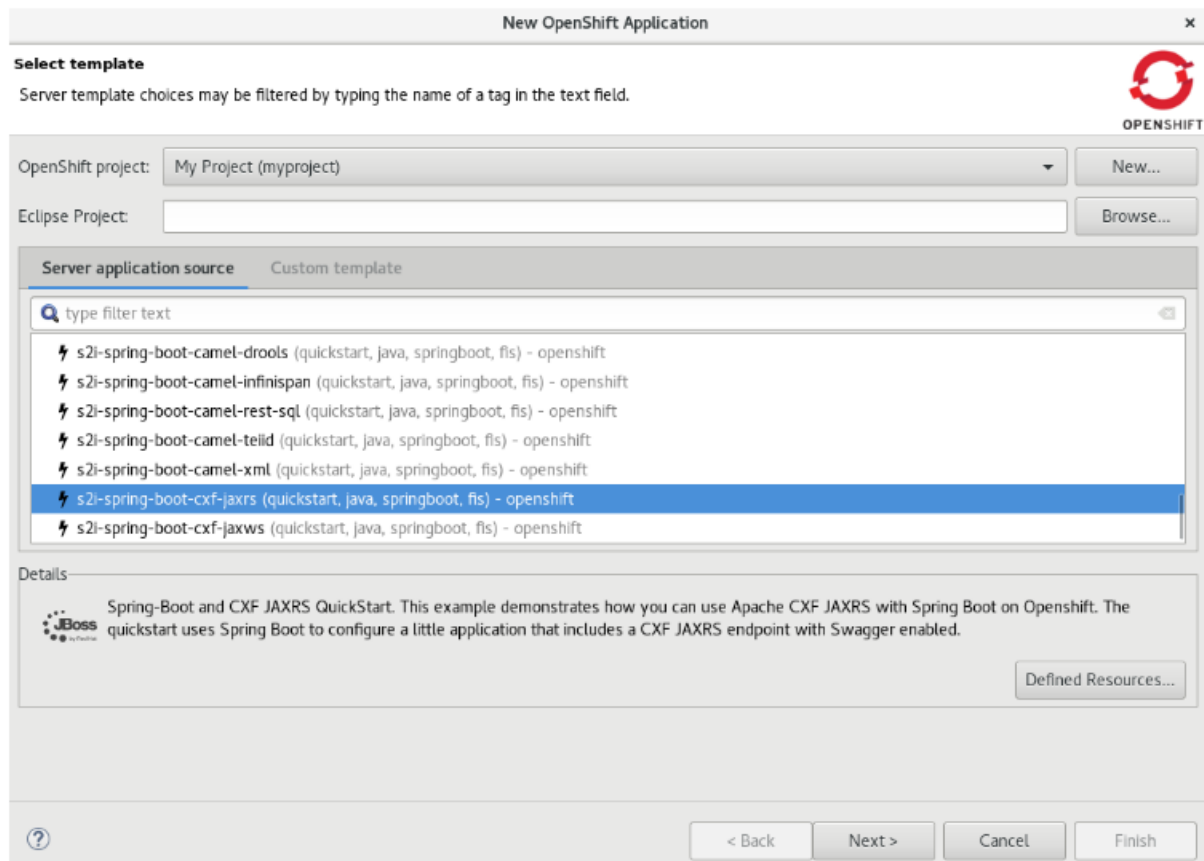 New OpenShift Application ×
Select template
Server template choices may be filtered by typing the name of a tag in the text field.
OPENSHIFT
OpenShift project: My Project (myproject) New...
Eclipse Project: Browse...
Server application source Custom template
type filter text
s2i-spring-boot-camel-drools (quickstart, java, springboot, fis) - openshift
s2i-spring-boot-camel-infinispan (quickstart, java, springboot, fis) - openshift
s2i-spring-boot-camel-rest-sql (quickstart, java, springboot, fis) - openshift
s2i-spring-boot-camel-teiid (quickstart, java, springboot, fis) - openshift
s2i-spring-boot-camel-xml (quickstart, java, springboot, fis) - openshift
s2i-spring-boot-cxf-jaxrs (quickstart, java, springboot, fis) - openshift
s2i-spring-boot-cxf-jaxws (quickstart, java, springboot, fis) - openshift
Details
JBoss
Spring-Boot and CXF JAXRS QuickStart. This example demonstrates how you can use Apache CXF JAXRS with Spring Boot on Openshift. The
quickstart uses Spring Boot to configure a little application that includes a CXF JAXRS endpoint with Swagger enabled.
Defined Resources...
? < Back Next > Cancel Finish